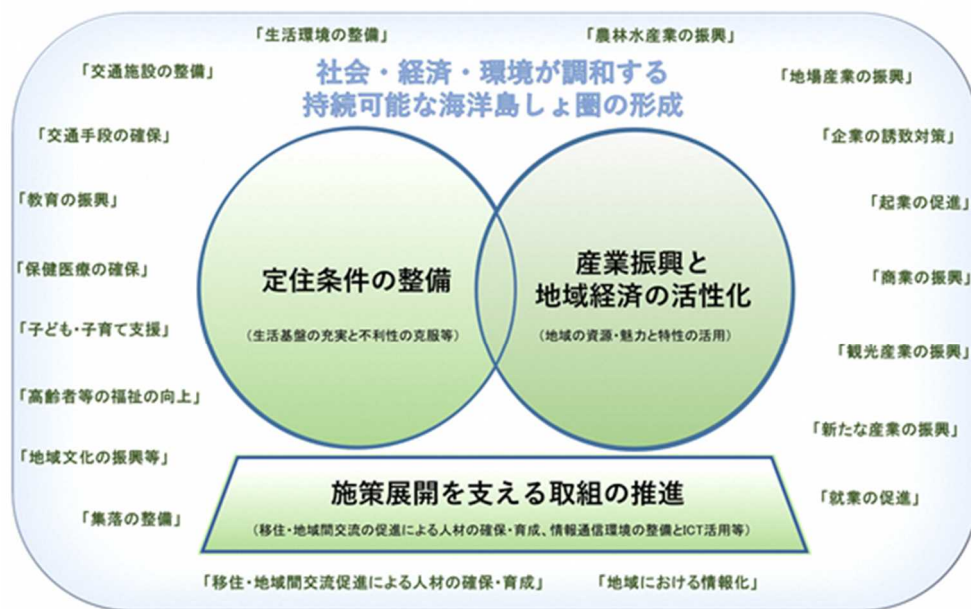 「生活環境の整備」
「農林水産業の振興」
「交通施設の整備」
社会・経済・環境が調和する
持続可能な海洋島しょ圏の形成
「地場産業の振興」
「交通手段の確保」
「企業の誘致対策」
「教育の振興」
「起業の促進」
「保健医療の確保」
定住条件の整備
(生活基盤の充実と不利性の克服等)
産業振興と
地域経済の活性化
(地域の資源・魅力と特性の活用)
「商業の振興」
「子ども・子育て支援」
「観光産業の振興」
「高齢者等の福祉の向上」
「新たな産業の振興」
「地域文化の振興等」
「集落の整備」
施策展開を支える取組の推進
(移住・地域間交流の促進による人材の確保・育成、情報通信環境の整備とICT活用等)
「就業の促進」
「移住・地域間交流促進による人材の確保・育成」
「地域における情報化」